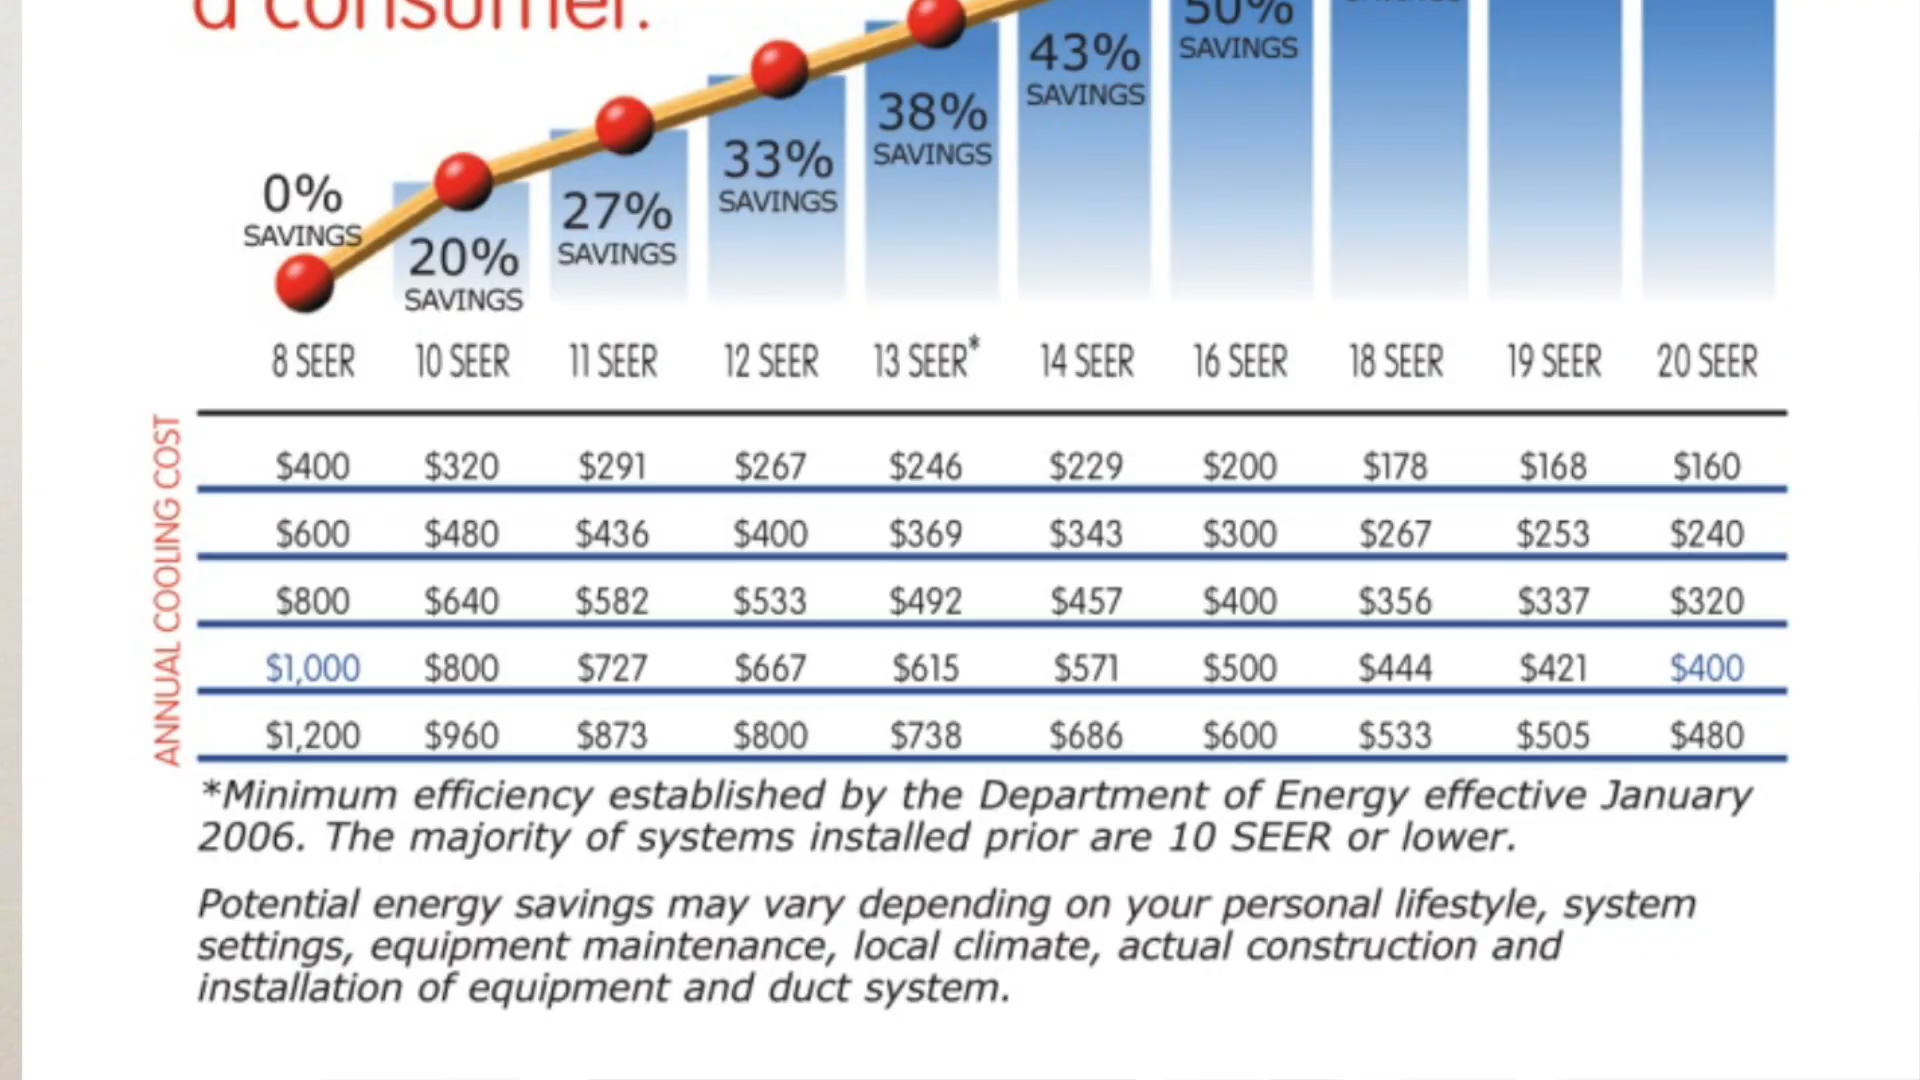 a consumer.
50%
SAVINGS
43%
SAVINGS
38%
SAVINGS
33%
SAVINGS
0%
SAVINGS
27%
SAVINGS
20%
SAVINGS
8 SEER 10 SEER 11 SEER 12 SEER 13 SEER* 14 SEER 16 SEER 18 SEER 19 SEER 20 SEER
ANNUAL COOLING COST
$400 $320 $291 $267 $246 $229 $200 $178 $168 $160
$600 $480 $436 $400 $369 $343 $300 $267 $253 $240
$800 $640 $582 $533 $492 $457 $400 $356 $337 $320
$1,000 $800 $727 $667 $615 $571 $500 $444 $421 $400
$1,200 $960 $873 $800 $738 $686 $600 $533 $505 $480
*Minimum efficiency established by the Department of Energy effective January
2006. The majority of systems installed prior are 10 SEER or lower.
Potential energy savings may vary depending on your personal lifestyle, system
settings, equipment maintenance, local climate, actual construction and
installation of equipment and duct system.